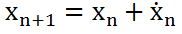 xₙ₊₁ = xₙ + ẋₙ